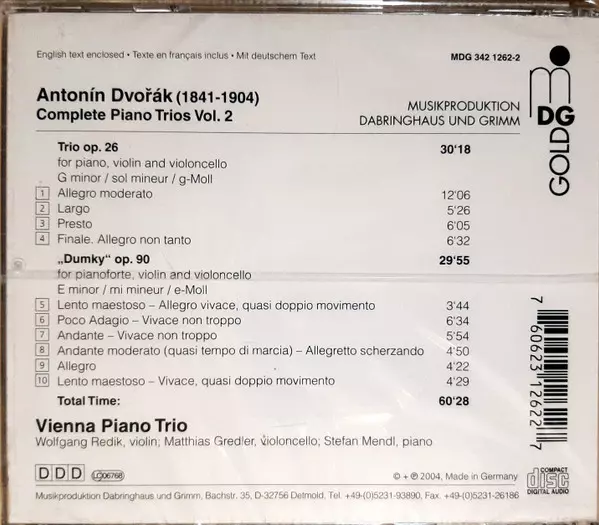 English text enclosed • Texte en français inclus • Mit deutschem Text
MDG 342 1262-2
Antonín Dvořák (1841-1904)
Complete Piano Trios Vol. 2
MUSIKPRODUKTION
DABRINGHAUS UND GRIMM
MDG
GOLD
Trio op. 26 30'18
for piano, violin and violoncello
G minor / sol mineur / g-Moll
1 Allegro moderato 12'06
2 Largo 5'26
3 Presto 6'05
4 Finale. Allegro non tanto 6'32
„Dumky“ op. 90 29'55
for pianoforte, violin and violoncello
E minor / mi mineur / e-Moll
5 Lento maestoso – Allegro vivace, quasi doppio movimento 3'44
6 Poco Adagio – Vivace non troppo 6'34
7 Andante – Vivace non troppo 5'54
8 Andante moderato (quasi tempo di marcia) – Allegretto scherzando 4'50
9 Allegro 4'22
10 Lento maestoso – Vivace, quasi doppio movimento 4'29
Total Time: 60'28
Vienna Piano Trio
Wolfgang Redik, violin; Matthias Gredler, violoncello; Stefan Mendl, piano
7 60623 12622 7
D D D
LC 06768
© + ℗ 2004, Made in Germany
COMPACT
disc
DIGITAL AUDIO
Musikproduktion Dabringhaus und Grimm, Bachstr. 35, D-32756 Detmold, Tel. +49-(0)5231-93890, Fax +49-(0)5231-26186